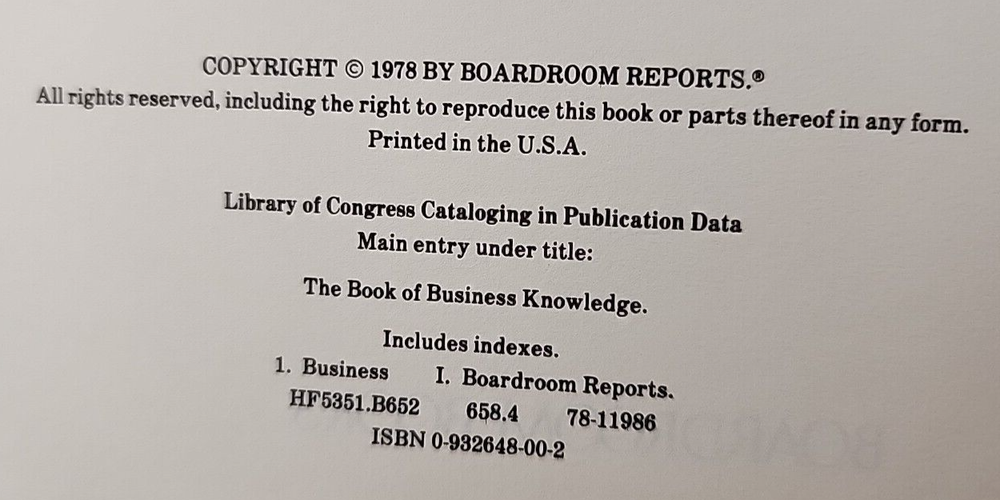 COPYRIGHT © 1978 BY BOARDROOM REPORTS.®
All rights reserved, including the right to reproduce this book or parts thereof in any form.
Printed in the U.S.A.
Library of Congress Cataloging in Publication Data
Main entry under title:
The Book of Business Knowledge.
Includes indexes.
1. Business I. Boardroom Reports.
HF5351.B652 658.4 78-11986
ISBN 0-932648-00-2